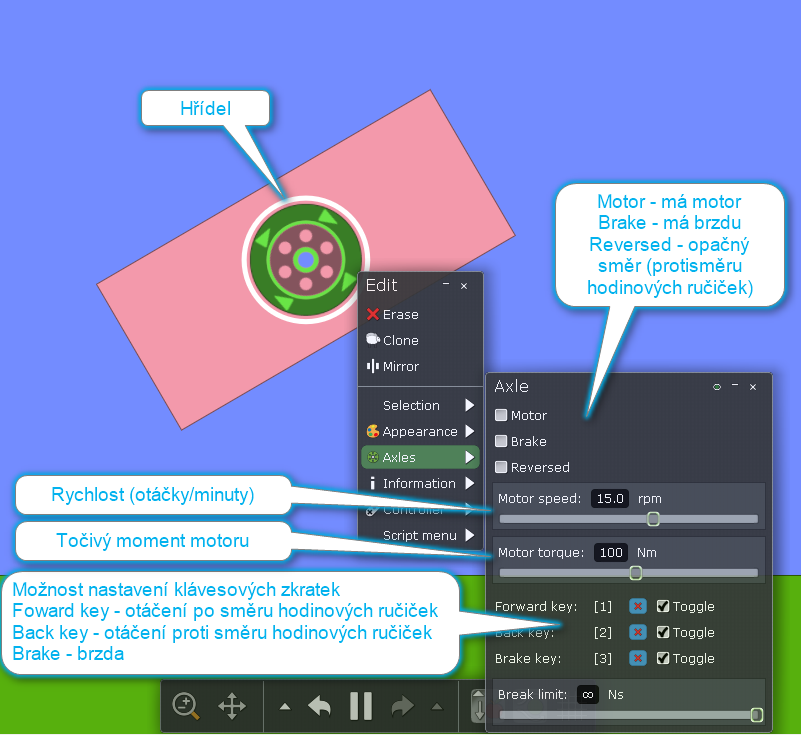 Hřídel
Motor - má motor
Brake - má brzdu
Reversed - opačný
směr (protisměru
hodinových ručiček)
Edit
Erase
Clone
Mirror
Selection
Appearance
Axles
Information
Controller
Script menu
Axle
Motor
Brake
Reversed
Motor speed: 15.0 rpm
Motor torque: 100 Nm
Forward key: [1] Toggle
Back key: [2] Toggle
Brake key: [3] Toggle
Break limit: ∞ Ns
Rychlost (otáčky/minuty)
Točivý moment motoru
Možnost nastavení klávesových zkratek
Foward key - otáčení po směru hodinových ručiček
Back key - otáčení proti směru hodinových ručiček
Brake - brzda